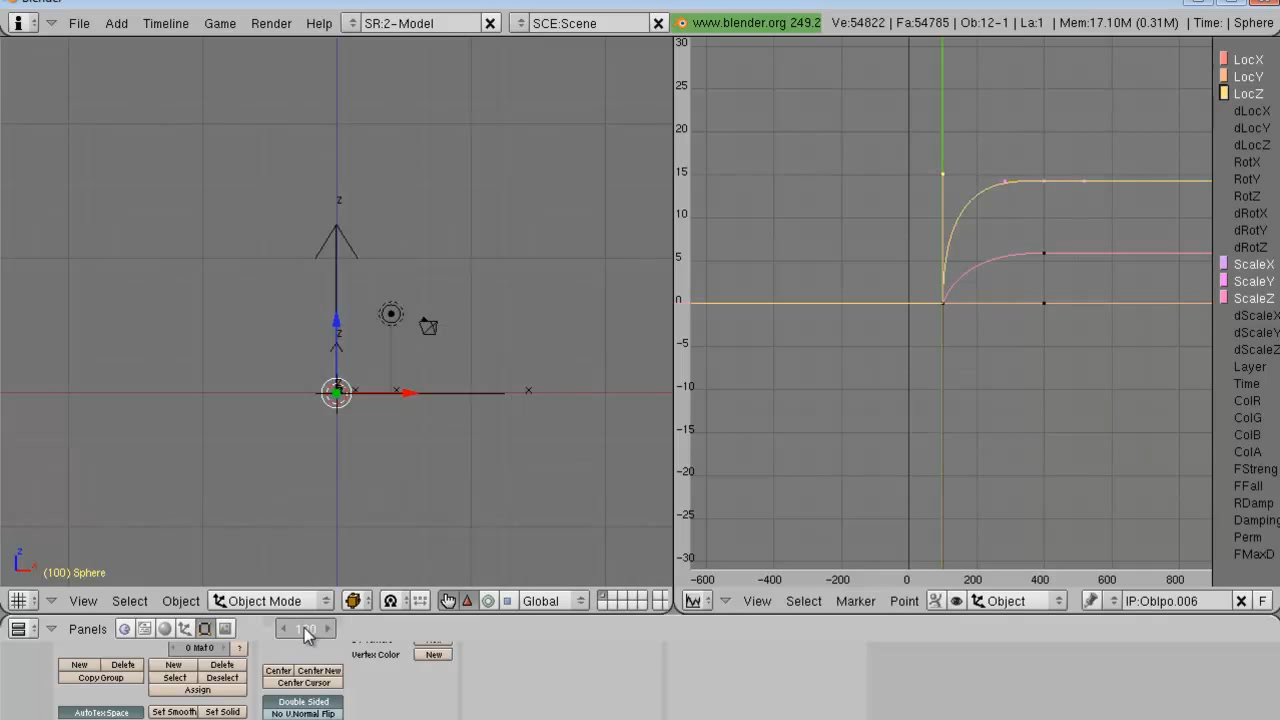 Blender
File Add Timeline Game Render Help SR:2-Model SCE:Scene www.blender.org 249.2 Ve:54822 | Fa:54785 | Ob:12-1 | La:1 | Mem:17.10M (0.31M) | Time: | Sphere
z
z
x x x
z
x
(100) Sphere
View Select Object Object Mode Global
30
25
20
15
10
5
0
-5
-10
-15
-20
-25
-30
-600 -400 -200 0 200 400 600 800
LocX
LocY
LocZ
dLocX
dLocY
dLocZ
RotX
RotY
RotZ
dRotX
dRotY
dRotZ
ScaleX
ScaleY
ScaleZ
dScaleX
dScaleY
dScaleZ
Layer
Time
ColR
ColG
ColB
ColA
FStreng
FFall
RDamp
Damping
Perm
FMaxD
View Select Marker Point Object IP:ObIpo.006 F
Panels
0 Mat 0 ?
New Delete New Delete
Copy Group Select Deselect
Assign
AutoTexSpace Set Smooth Set Solid
Center Center New
Center Cursor
Double Sided
No V.Normal Flip
Vertex Color New